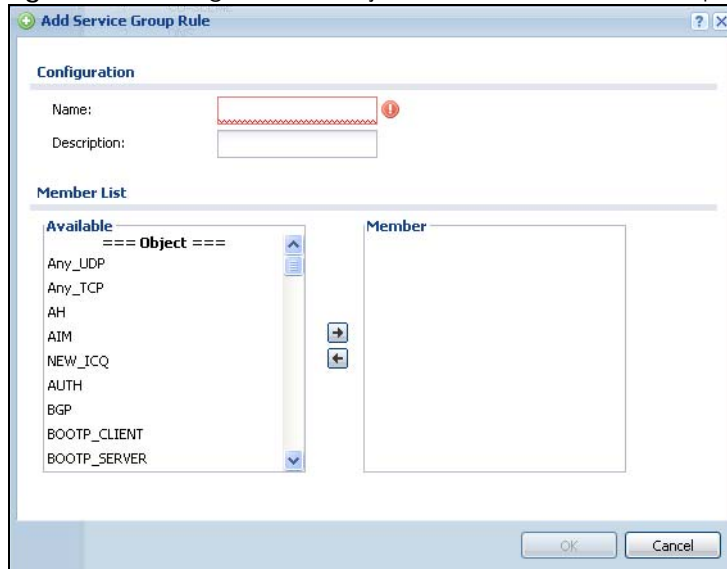 Add Service Group Rule
Configuration
Name:
Description:
Member List
Available
=== Object ===
Any_UDP
Any_TCP
AH
AIM
NEW_ICQ
AUTH
BGP
BOOTP_CLIENT
BOOTP_SERVER
Member
OK
Cancel